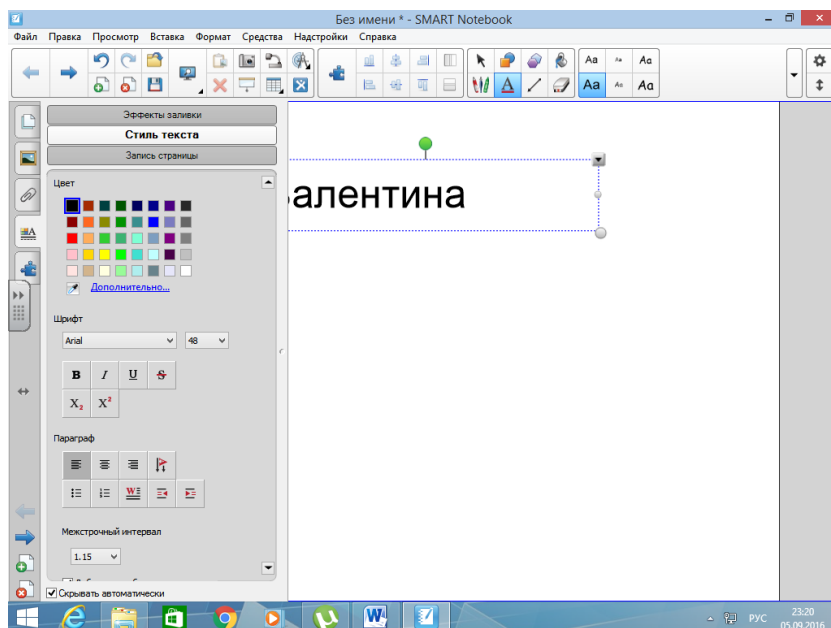 Без имени * - SMART Notebook
Файл Правка Просмотр Вставка Формат Средства Надстройки Справка
Aa Aa Aa
Aa Aa Aa
Эффекты заливки
Стиль текста
Запись страницы
Цвет
Дополнительно...
Шрифт
Arial 48
B I U S
X₂ X²
Параграф
Межстрочный интервал
1.15
Скрывать автоматически
алентина
РУС
23:20
05.09.2016